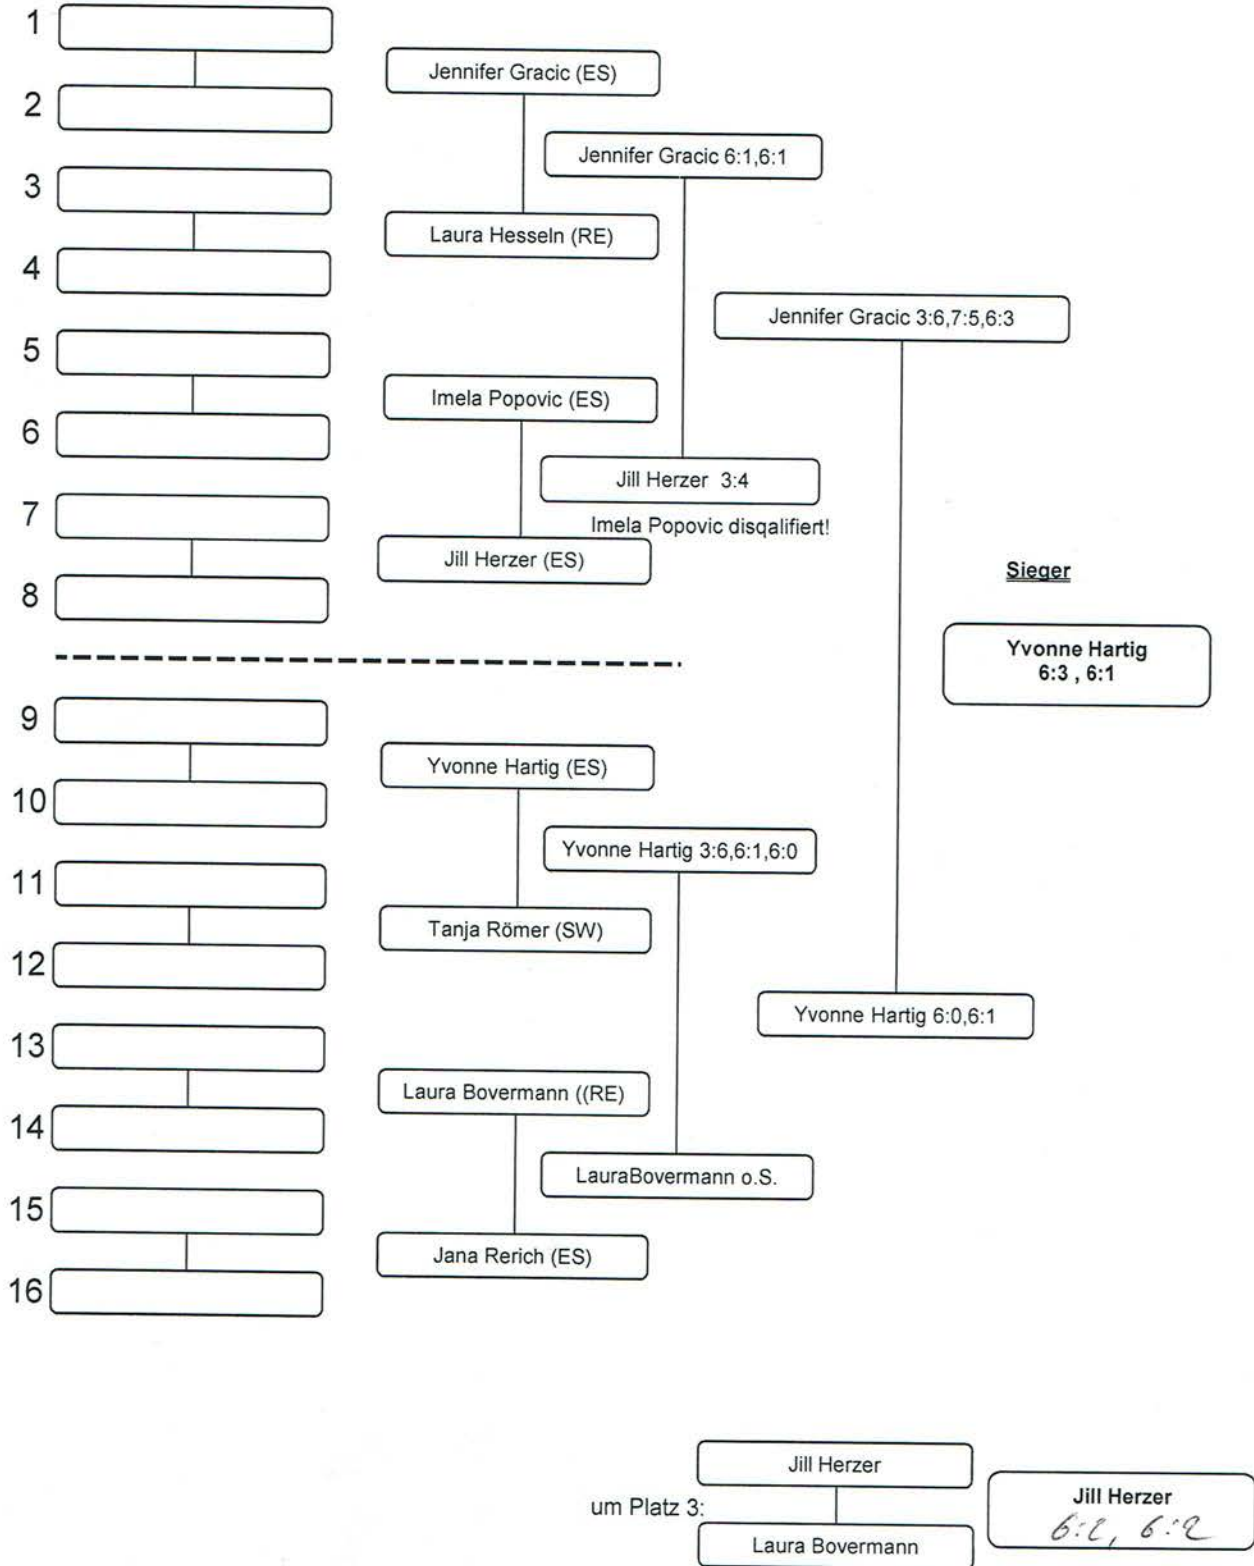 1
Jennifer Gracic (ES)
2
Jennifer Gracic 6:1,6:1
3
Laura Hesseln (RE)
4
Jennifer Gracic 3:6,7:5,6:3
5
Imela Popovic (ES)
6
Jill Herzer 3:4
7
Imela Popovic disqalifiert!
Jill Herzer (ES)
8
Sieger
Yvonne Hartig
6:3 , 6:1
9
Yvonne Hartig (ES)
10
Yvonne Hartig 3:6,6:1,6:0
11
Tanja Römer (SW)
12
Yvonne Hartig 6:0,6:1
13
Laura Bovermann ((RE)
14
LauraBovermann o.S.
15
Jana Rerich (ES)
16
Jill Herzer
um Platz 3:
Laura Bovermann
Jill Herzer
6:2, 6:2